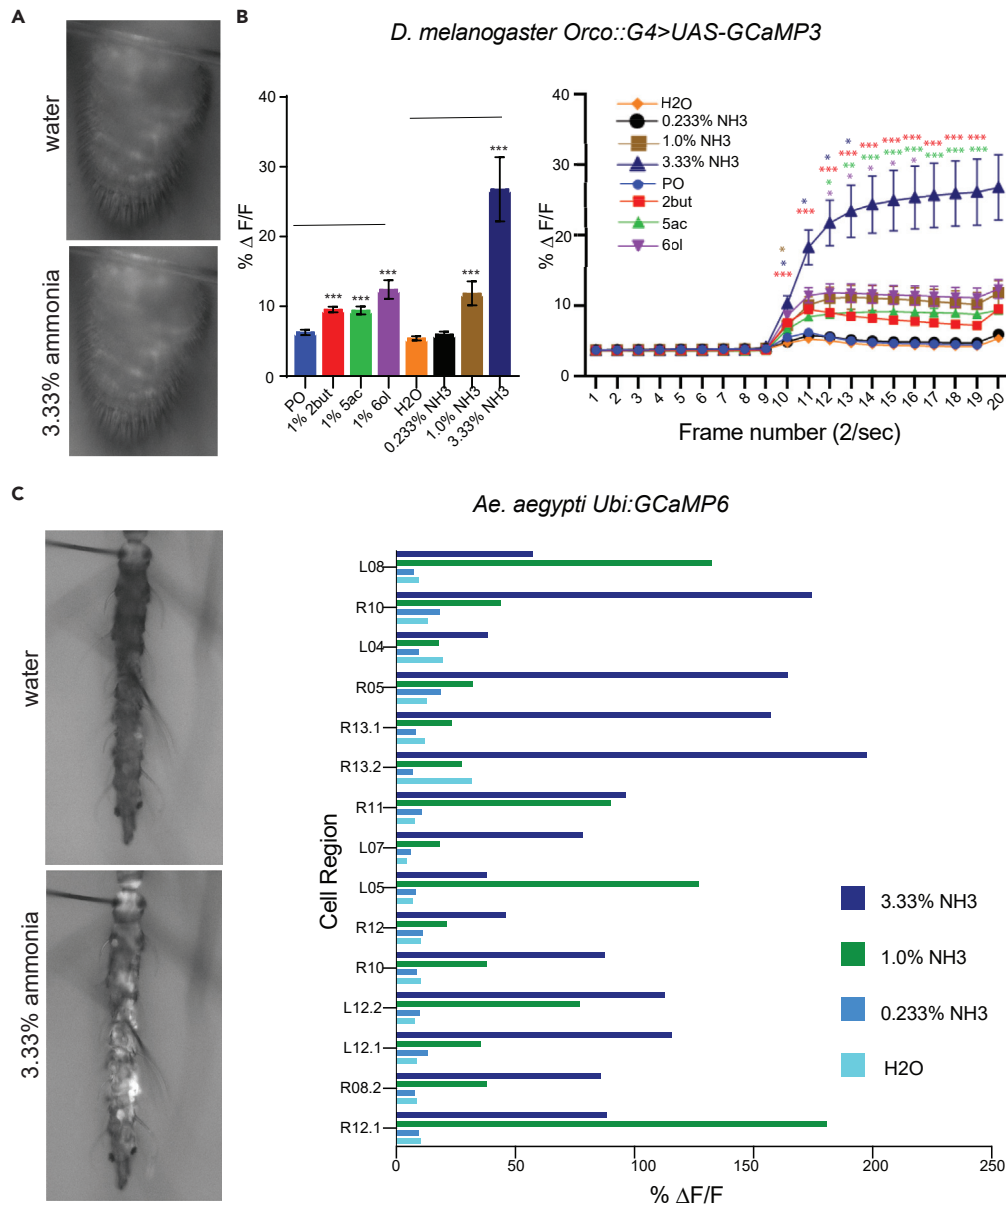 A
water
3.33% ammonia
B
D. melanogaster Orco::G4>UAS-GCaMP3
% Δ F/F
40
30
20
10
0
***
***
***
***
***
PO
1% 2but
1% 5ac
1% 6ol
H2O
0.233% NH3
1.0% NH3
3.33% NH3
% Δ F/F
40
30
20
10
0
H2O
0.233% NH3
1.0% NH3
3.33% NH3
PO
2but
5ac
6ol
* * *** *** *** *** *** ***
* *** *** *** *** *** *** ***
* *** * ** * * *
* * *
* ***
***
1 2 3 4 5 6 7 8 9 10 11 12 13 14 15 16 17 18 19 20
Frame number (2/sec)
C
water
3.33% ammonia
Ae. aegypti Ubi:GCaMP6
Cell Region
L08
R10
L04
R05
R13.1
R13.2
R11
L07
L05
R12
R10
L12.2
L12.1
R08.2
R12.1
3.33% NH3
1.0% NH3
0.233% NH3
H2O
0 50 100 150 200 250
% ΔF/F